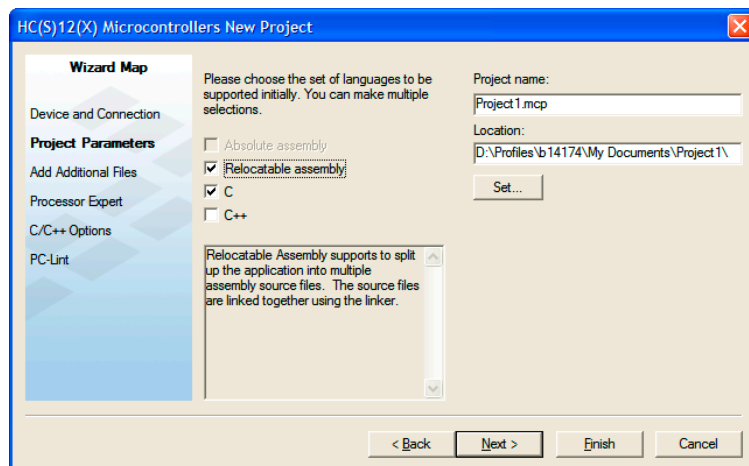 HC(S)12(X) Microcontrollers New Project
Wizard Map
Device and Connection
Project Parameters
Add Additional Files
Processor Expert
C/C++ Options
PC-Lint
Please choose the set of languages to be
supported initially. You can make multiple
selections.
Absolute assembly
Relocatable assembly
C
C++
Relocatable Assembly supports to split
up the application into multiple
assembly source files.  The source files
are linked together using the linker.
Project name:
Project1.mcp
Location:
D:\Profiles\b14174\My Documents\Project1\
Set...
< Back
Next >
Finish
Cancel